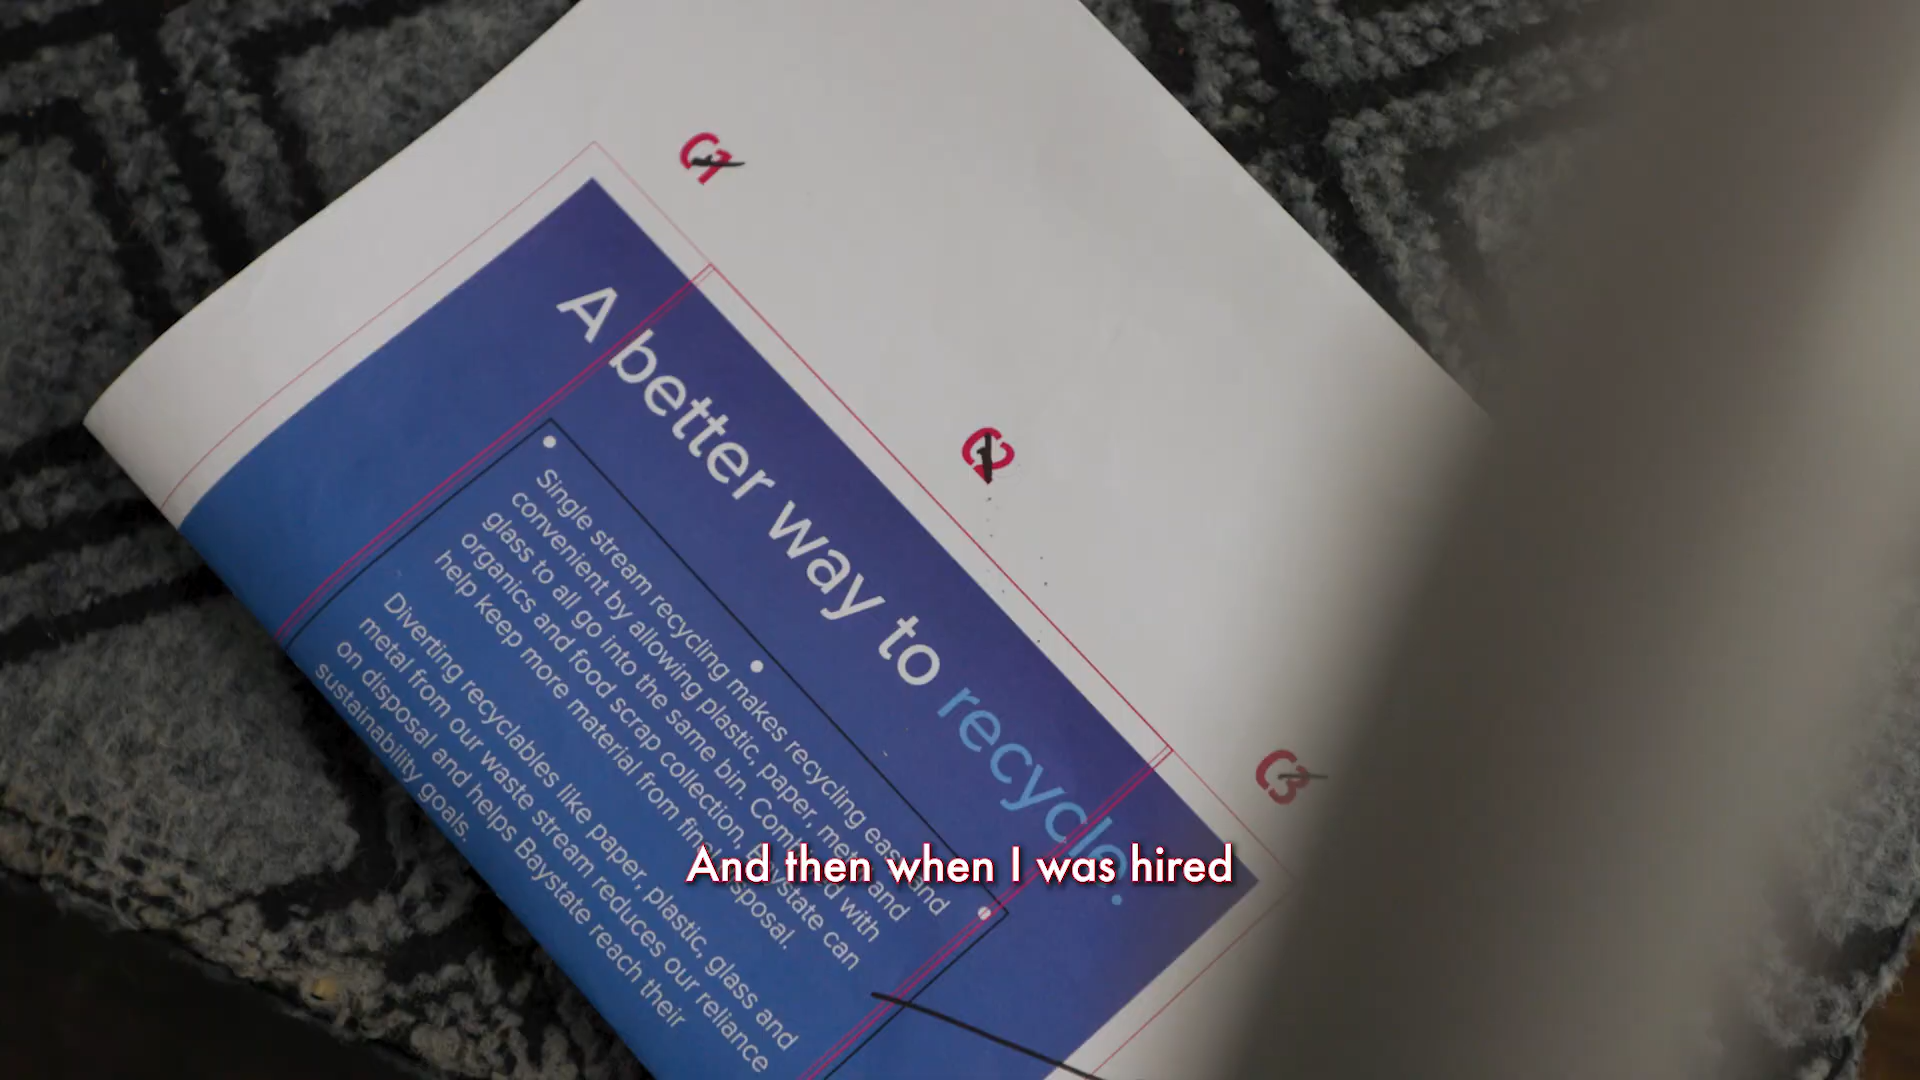 C1
C2
C3
A better way to recycle.
Single stream recycling makes recycling easy and
convenient by allowing plastic, paper, metal and
glass to all go into the same bin. Combined with
organics and food scrap collection, Baystate can
help keep more material from final disposal.
Diverting recyclables like paper, plastic, glass and
metal from our waste stream reduces our reliance
on disposal and helps Baystate reach their
sustainability goals.
And then when I was hired